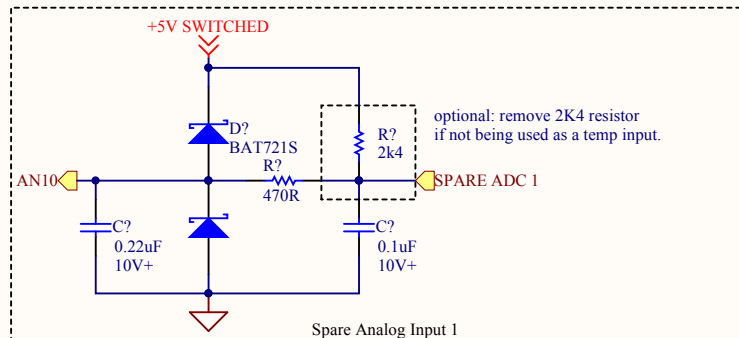 +5V SWITCHED
optional: remove 2K4 resistor
if not being used as a temp input.
D?
BAT721S
R?
2k4
R?
470R
AN10
SPARE ADC 1
C?
0.22uF
10V+
C?
0.1uF
10V+
Spare Analog Input 1